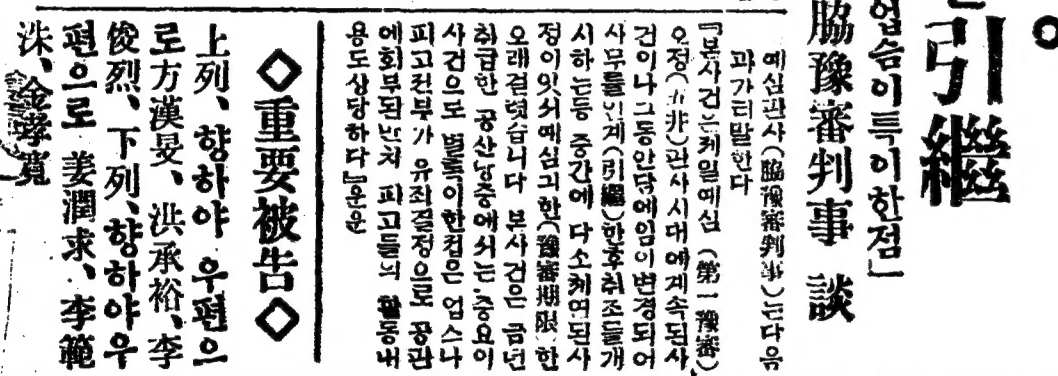 引繼
업슴이특이한점」
脇豫審判事 談
예심판사(脇豫審判事)는다음
과가티말한다
『본사건은제일예심(第一豫審)
오정(五井)판사시대에게속된사
건이나그동안닭에임이변경되어
사무를인계(引繼)한후취조를개
시하는등 중간에 다소체연된사
정이잇서예심긔한(豫審期限)한
오래걸렷습니다 본사건은 금년
취급한 공산당중에서는 중요이
사건으로 별축이한컵은 업스나
피고전부가 유죄결정으로 공판
에회부된만치 피고들의 활동내
용도상당하다』운운
◇重要被告◇
上列、향하야 우편으
로方漢旻、洪承裕、李
俊烈、下列、향하야우
편으로 姜潤求、李範
洙、金孝寬